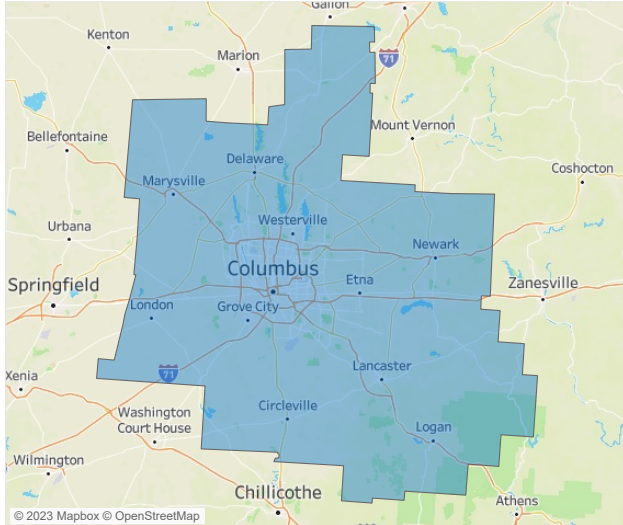 Galion
Kenton
Marion
71
Mount Vernon
Bellefontaine
Delaware
Coshocton
Marysville
Urbana
Westerville
Newark
Columbus
Springfield
Etna
Zanesville
London
Grove City
71
Lancaster
Xenia
Circleville
Washington
Court House
Logan
Wilmington
Chillicothe
Athens
© 2023 Mapbox © OpenStreetMap